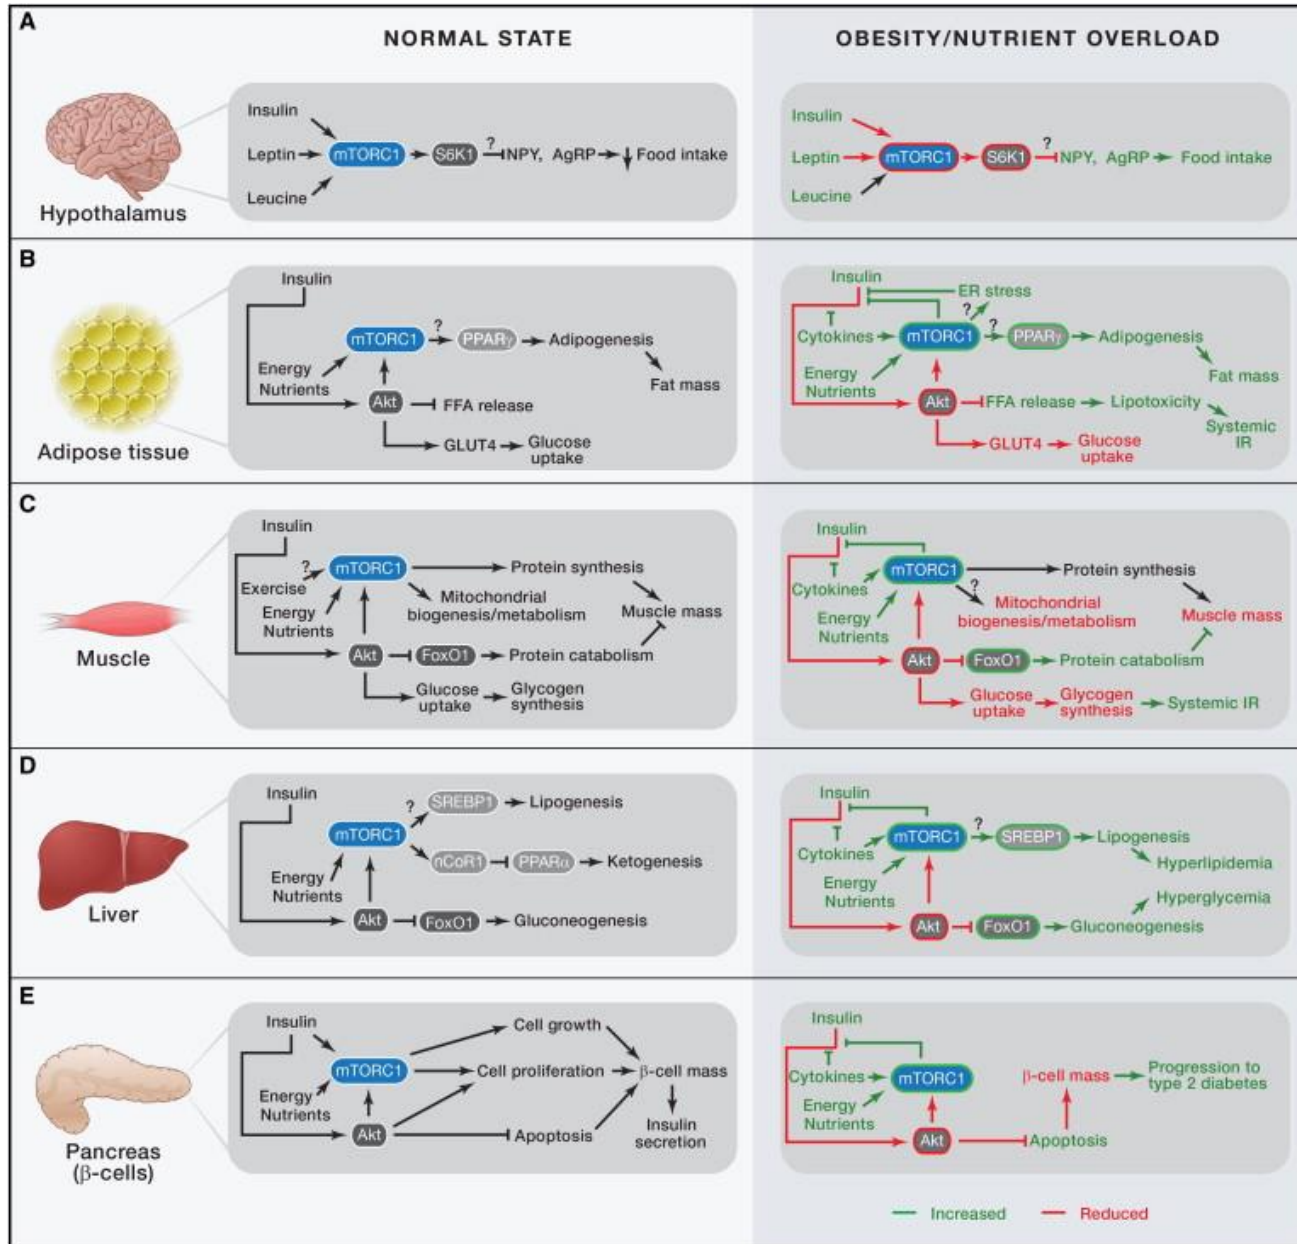 A
NORMAL STATE
OBESITY/NUTRIENT OVERLOAD
Hypothalamus
Insulin
Leptin
mTORC1
S6K1
?
NPY, AgRP
Food intake
Leucine
Insulin
Leptin
mTORC1
S6K1
?
NPY, AgRP
Food intake
Leucine
B
Adipose tissue
Insulin
mTORC1
?
PPARγ
Adipogenesis
Energy
Nutrients
Fat mass
Akt
FFA release
GLUT4
Glucose
uptake
Insulin
ER stress
?
Cytokines
mTORC1
?
PPARγ
Adipogenesis
Energy
Nutrients
Fat mass
Akt
FFA release
Lipotoxicity
Systemic
IR
GLUT4
Glucose
uptake
C
Muscle
Insulin
?
Exercise
mTORC1
Protein synthesis
Energy
Nutrients
Mitochondrial
biogenesis/metabolism
Muscle mass
Akt
FoxO1
Protein catabolism
Glucose
uptake
Glycogen
synthesis
Insulin
Cytokines
mTORC1
Protein synthesis
?
Energy
Nutrients
Mitochondrial
biogenesis/metabolism
Muscle mass
Akt
FoxO1
Protein catabolism
Glucose
uptake
Glycogen
synthesis
Systemic IR
D
Liver
Insulin
?
SREBP1
Lipogenesis
mTORC1
nCoR1
PPARα
Ketogenesis
Energy
Nutrients
Akt
FoxO1
Gluconeogenesis
Insulin
Cytokines
mTORC1
?
SREBP1
Lipogenesis
Hyperlipidemia
Energy
Nutrients
Hyperglycemia
Akt
FoxO1
Gluconeogenesis
E
Pancreas
(β-cells)
Insulin
Cell growth
mTORC1
Cell proliferation
β-cell mass
Energy
Nutrients
Akt
Apoptosis
Insulin
secretion
Insulin
Cytokines
mTORC1
β-cell mass
Progression to
type 2 diabetes
Energy
Nutrients
Akt
Apoptosis
Increased
Reduced